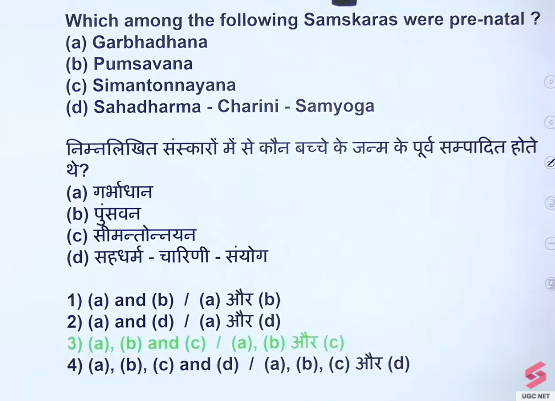 Which among the following Samskaras were pre-natal ?
(a) Garbhadhana
(b) Pumsavana
(c) Simantonnayana
(d) Sahadharma - Charini - Samyoga
निम्नलिखित संस्कारों में से कौन बच्चे के जन्म के पूर्व सम्पादित होते
थे?
(a) गर्भाधान
(b) पुंसवन
(c) सीमन्तोन्नयन
(d) सहधर्म - चारिणी - संयोग
1) (a) and (b) / (a) और (b)
2) (a) and (d) / (a) और (d)
3) (a), (b) and (c) / (a), (b) और (c)
4) (a), (b), (c) and (d) / (a), (b), (c) और (d)
UGC NET